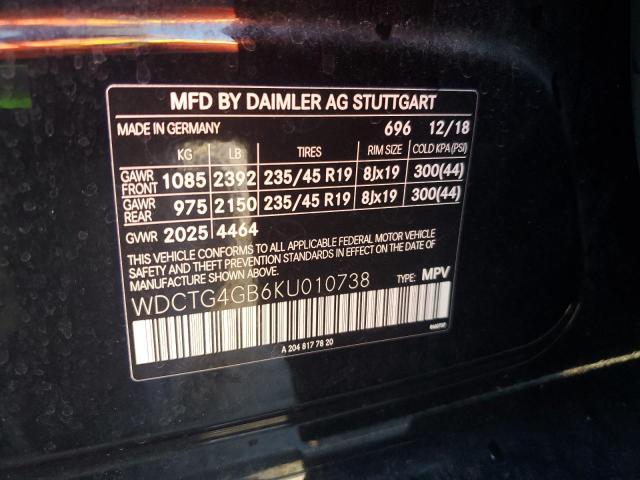 MFD BY DAIMLER AG STUTTGART
MADE IN GERMANY 696 12/18
KG LB TIRES RIM SIZE COLD KPA (PSI)
GAWR FRONT 1085 2392 235/45 R19 8Jx19 300(44)
GAWR REAR 975 2150 235/45 R19 8Jx19 300(44)
GVWR 2025 4464
THIS VEHICLE CONFORMS TO ALL APPLICABLE FEDERAL MOTOR VEHICLE
SAFETY AND THEFT PREVENTION STANDARDS IN EFFECT ON THE DATE OF
MANUFACTURE SHOWN ABOVE.
TYPE: MPV
WDCTG4GB6KU010738
A 204 817 78 20